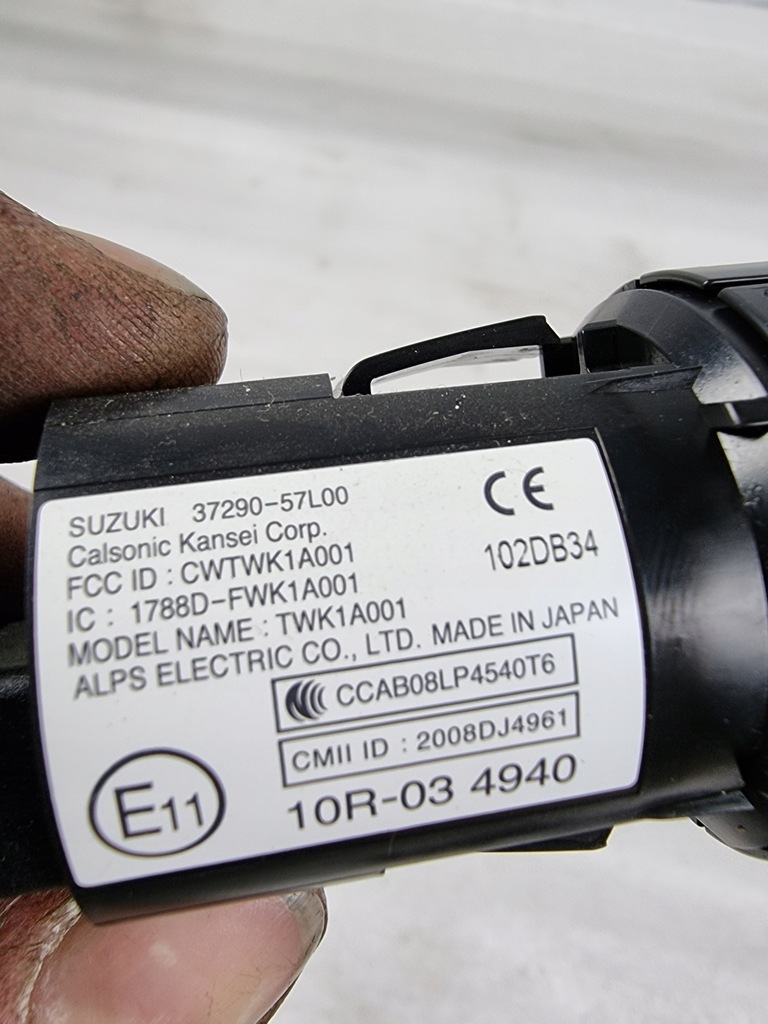 SUZUKI 37290-57L00
Calsonic Kansei Corp.
FCC ID : CWTWK1A001
IC : 1788D-FWK1A001
MODEL NAME : TWK1A001
ALPS ELECTRIC CO., LTD. MADE IN JAPAN
CE
102DB34
CCAB08LP4540T6
CMII ID : 2008DJ4961
E11
10R-03 4940